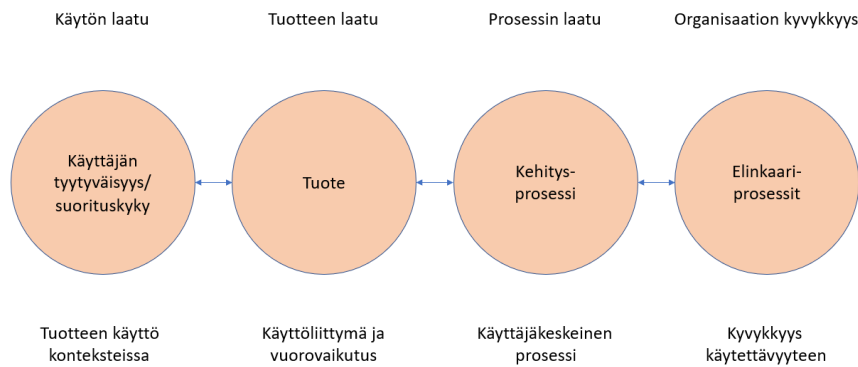 Käytön laatu
Tuotteen laatu
Prosessin laatu
Organisaation kyvykkyys
Käyttäjän
tyytyväisyys/
suorituskyky
Tuote
Kehitys-
prosessi
Elinkaari-
prosessit
Tuotteen käyttö
konteksteissa
Käyttöliittymä ja
vuorovaikutus
Käyttäjäkeskeinen
prosessi
Kyvykkyys
käytettävyyteen